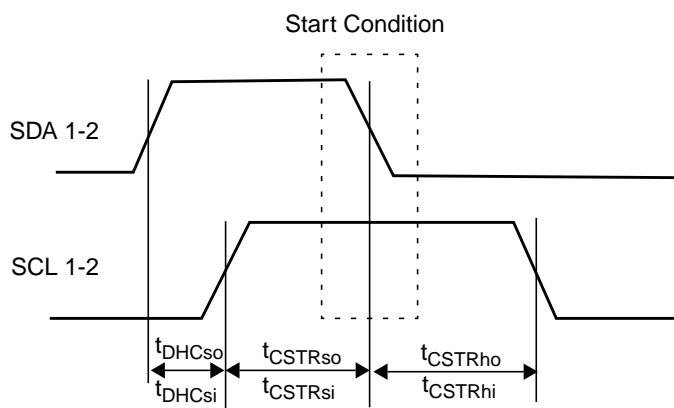 Start Condition
SDA 1-2
SCL 1-2
tDHCso
tCSTRso
tCSTRho
tDHCsi
tCSTRsi
tCSTRhi